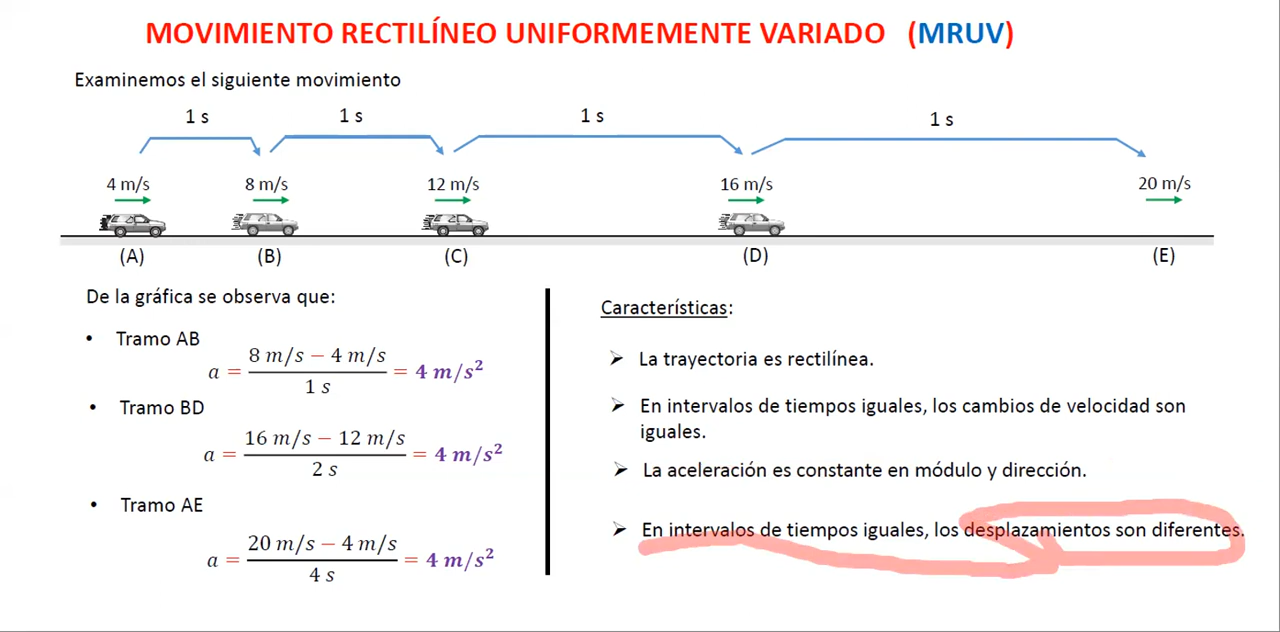 MOVIMIENTO RECTILÍNEO UNIFORMEMENTE VARIADO (MRUV)
Examinemos el siguiente movimiento
1 s 1 s 1 s 1 s
4 m/s 8 m/s 12 m/s 16 m/s 20 m/s
(A) (B) (C) (D) (E)
De la gráfica se observa que:
• Tramo AB
a = (8 m/s − 4 m/s) / (1 s) = 4 m/s²
• Tramo BD
a = (16 m/s − 12 m/s) / (2 s) = 4 m/s²
• Tramo AE
a = (20 m/s − 4 m/s) / (4 s) = 4 m/s²
Características:
➢ La trayectoria es rectilínea.
➢ En intervalos de tiempos iguales, los cambios de velocidad son
iguales.
➢ La aceleración es constante en módulo y dirección.
➢ En intervalos de tiempos iguales, los desplazamientos son diferentes.